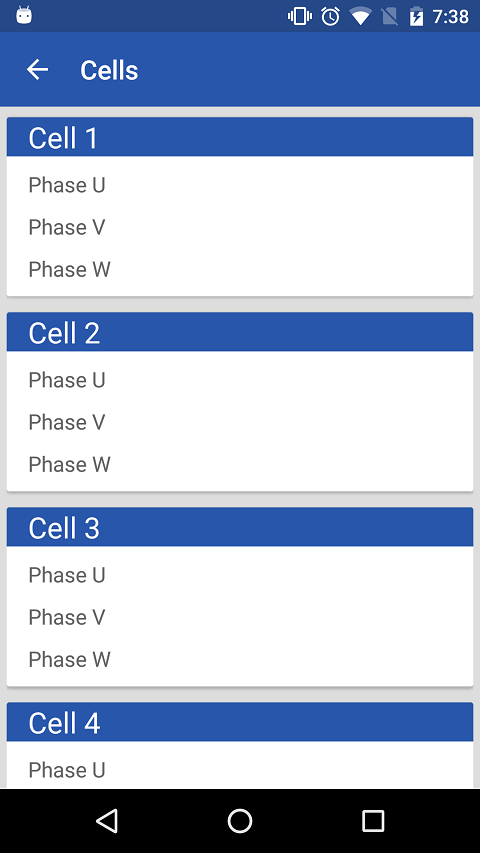 7:38
Cells
Cell 1
Phase U
Phase V
Phase W
Cell 2
Phase U
Phase V
Phase W
Cell 3
Phase U
Phase V
Phase W
Cell 4
Phase U